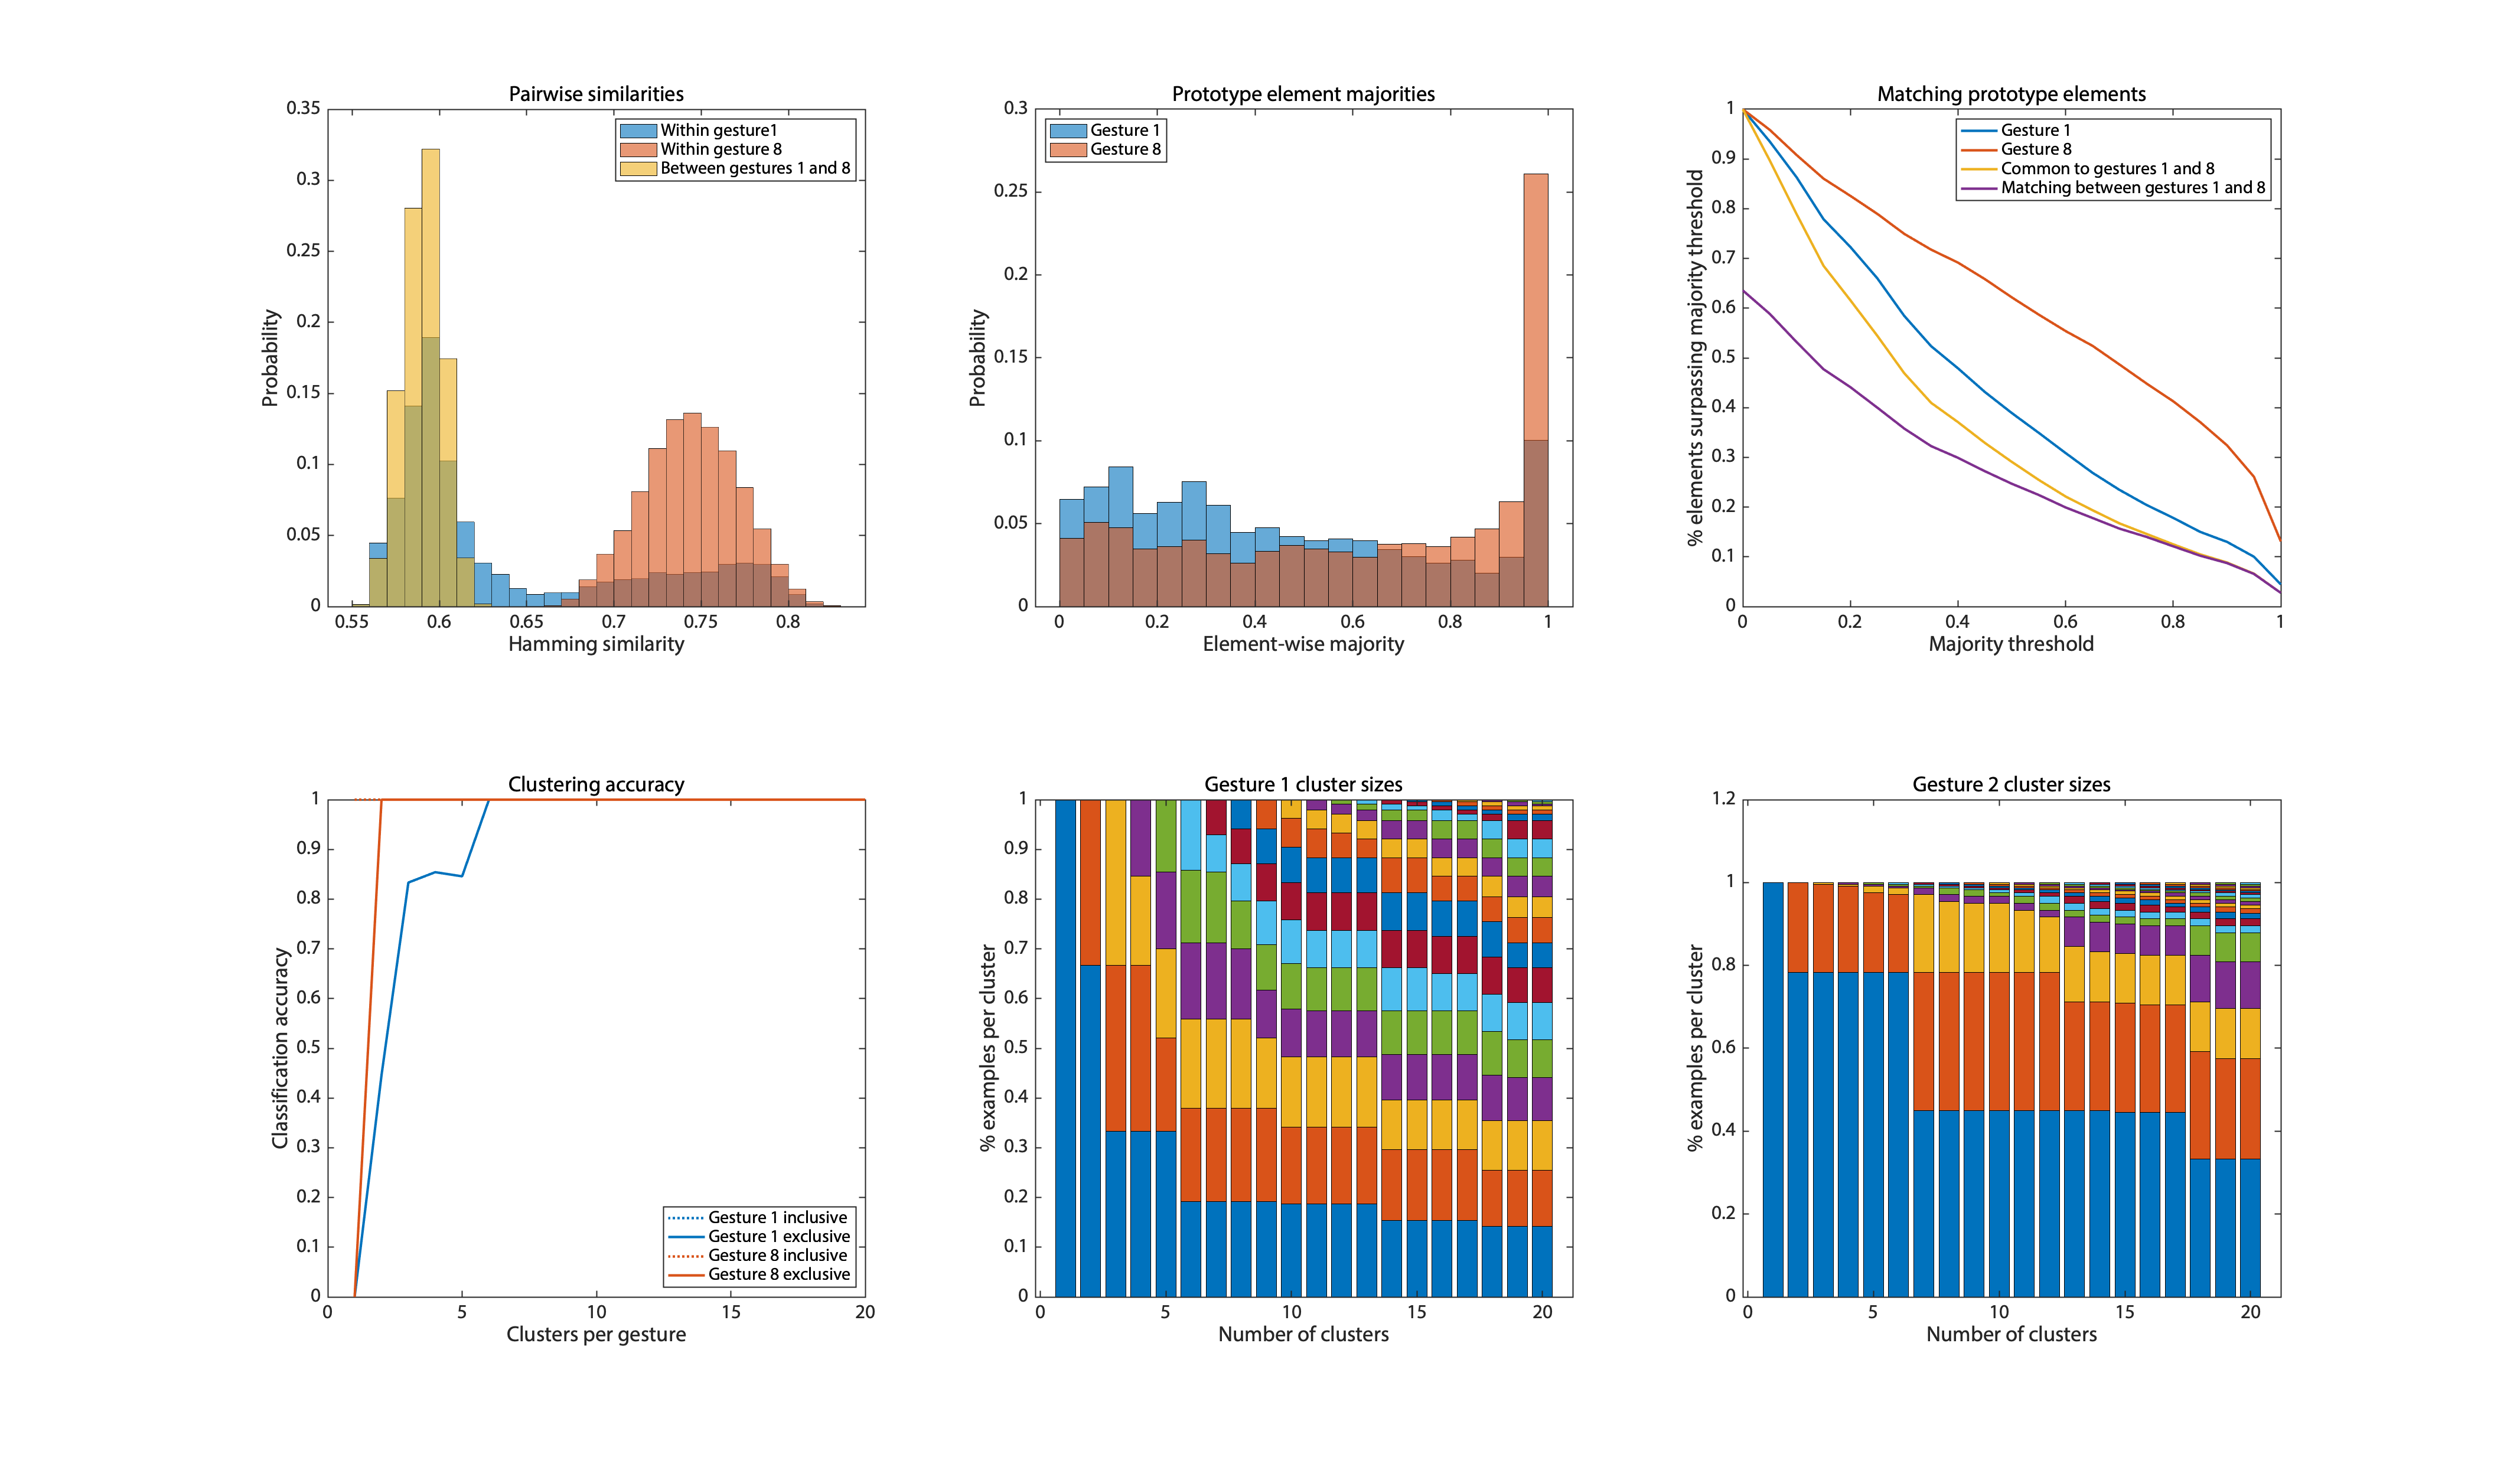 Pairwise similarities
0.35
0.3
0.25
0.2
0.15
0.1
0.05
0
Probability
Within gesture1
Within gesture 8
Between gestures 1 and 8
0.55 0.6 0.65 0.7 0.75 0.8
Hamming similarity
Prototype element majorities
0.3
0.25
0.2
0.15
0.1
0.05
0
Probability
Gesture 1
Gesture 8
0 0.2 0.4 0.6 0.8 1
Element-wise majority
Matching prototype elements
1
0.9
0.8
0.7
0.6
0.5
0.4
0.3
0.2
0.1
0
% elements surpassing majority threshold
Gesture 1
Gesture 8
Common to gestures 1 and 8
Matching between gestures 1 and 8
0 0.2 0.4 0.6 0.8 1
Majority threshold
Clustering accuracy
1
0.9
0.8
0.7
0.6
0.5
0.4
0.3
0.2
0.1
0
Classification accuracy
Gesture 1 inclusive
Gesture 1 exclusive
Gesture 8 inclusive
Gesture 8 exclusive
0 5 10 15 20
Clusters per gesture
Gesture 1 cluster sizes
1
0.9
0.8
0.7
0.6
0.5
0.4
0.3
0.2
0.1
0
% examples per cluster
0 5 10 15 20
Number of clusters
Gesture 2 cluster sizes
1.2
1
0.8
0.6
0.4
0.2
0
% examples per cluster
0 5 10 15 20
Number of clusters